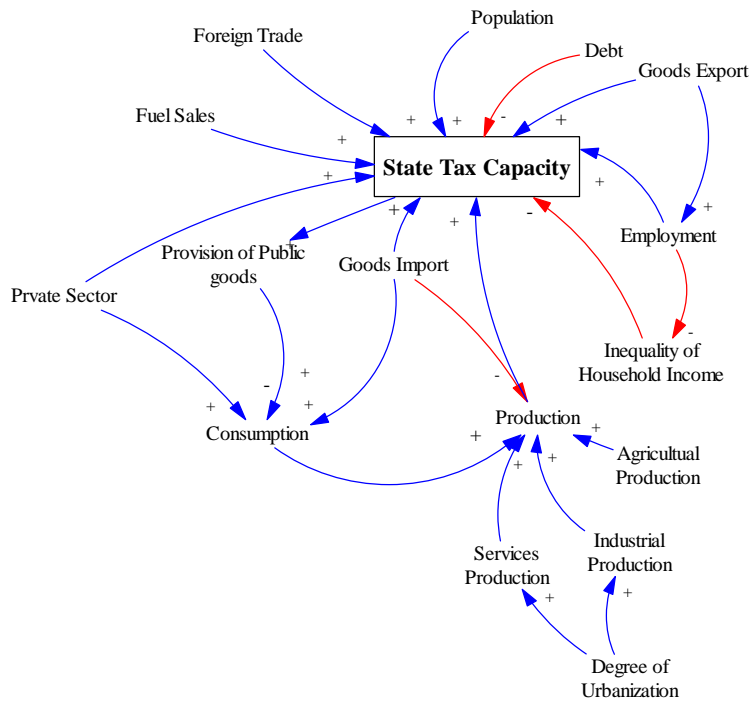 Population
Foreign Trade
Debt
Goods Export
Fuel Sales
+
+
-
+
+
+
State Tax Capacity
+
+
+
-
+
+
Employment
Provision of Public
goods
+
Goods Import
Prvate Sector
-
Inequality of
Household Income
-
+
-
+
+
Production
+
+
Consumption
Agricultual
Production
+
+
Services
Production
Industrial
Production
+
+
Degree of
Urbanization